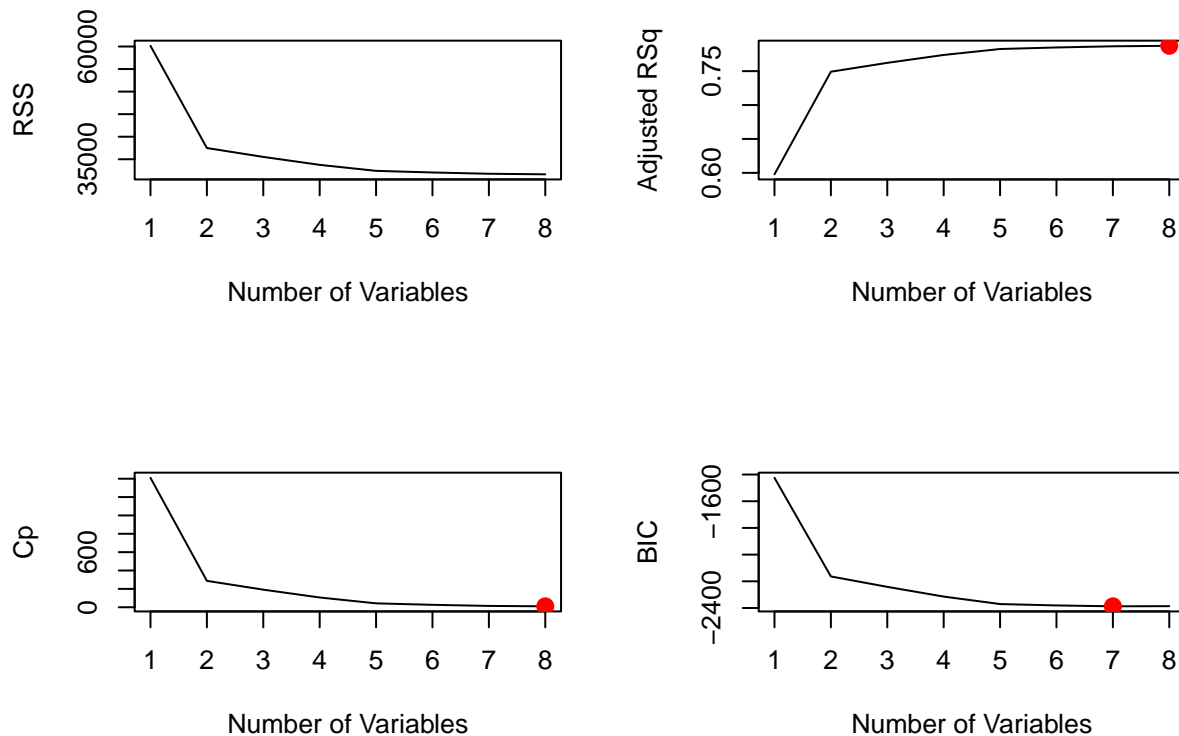 RSS
60000
35000
1 2 3 4 5 6 7 8
Number of Variables
Adjusted RSq
0.75
0.60
1 2 3 4 5 6 7 8
Number of Variables
Cp
600
0
1 2 3 4 5 6 7 8
Number of Variables
BIC
−1600
−2400
1 2 3 4 5 6 7 8
Number of Variables